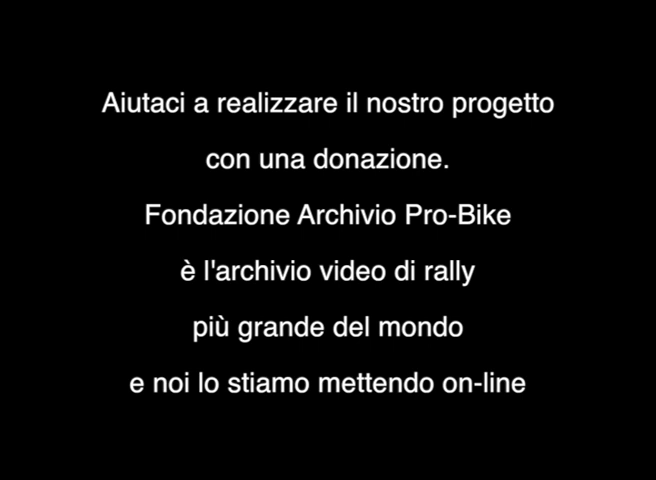 Aiutaci a realizzare il nostro progetto
con una donazione.
Fondazione Archivio Pro-Bike
è l'archivio video di rally
più grande del mondo
e noi lo stiamo mettendo on-line